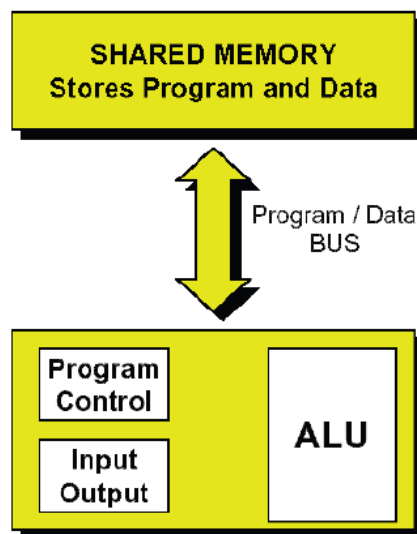 SHARED MEMORY
Stores Program and Data
Program / Data
BUS
Program
Control
Input
Output
ALU